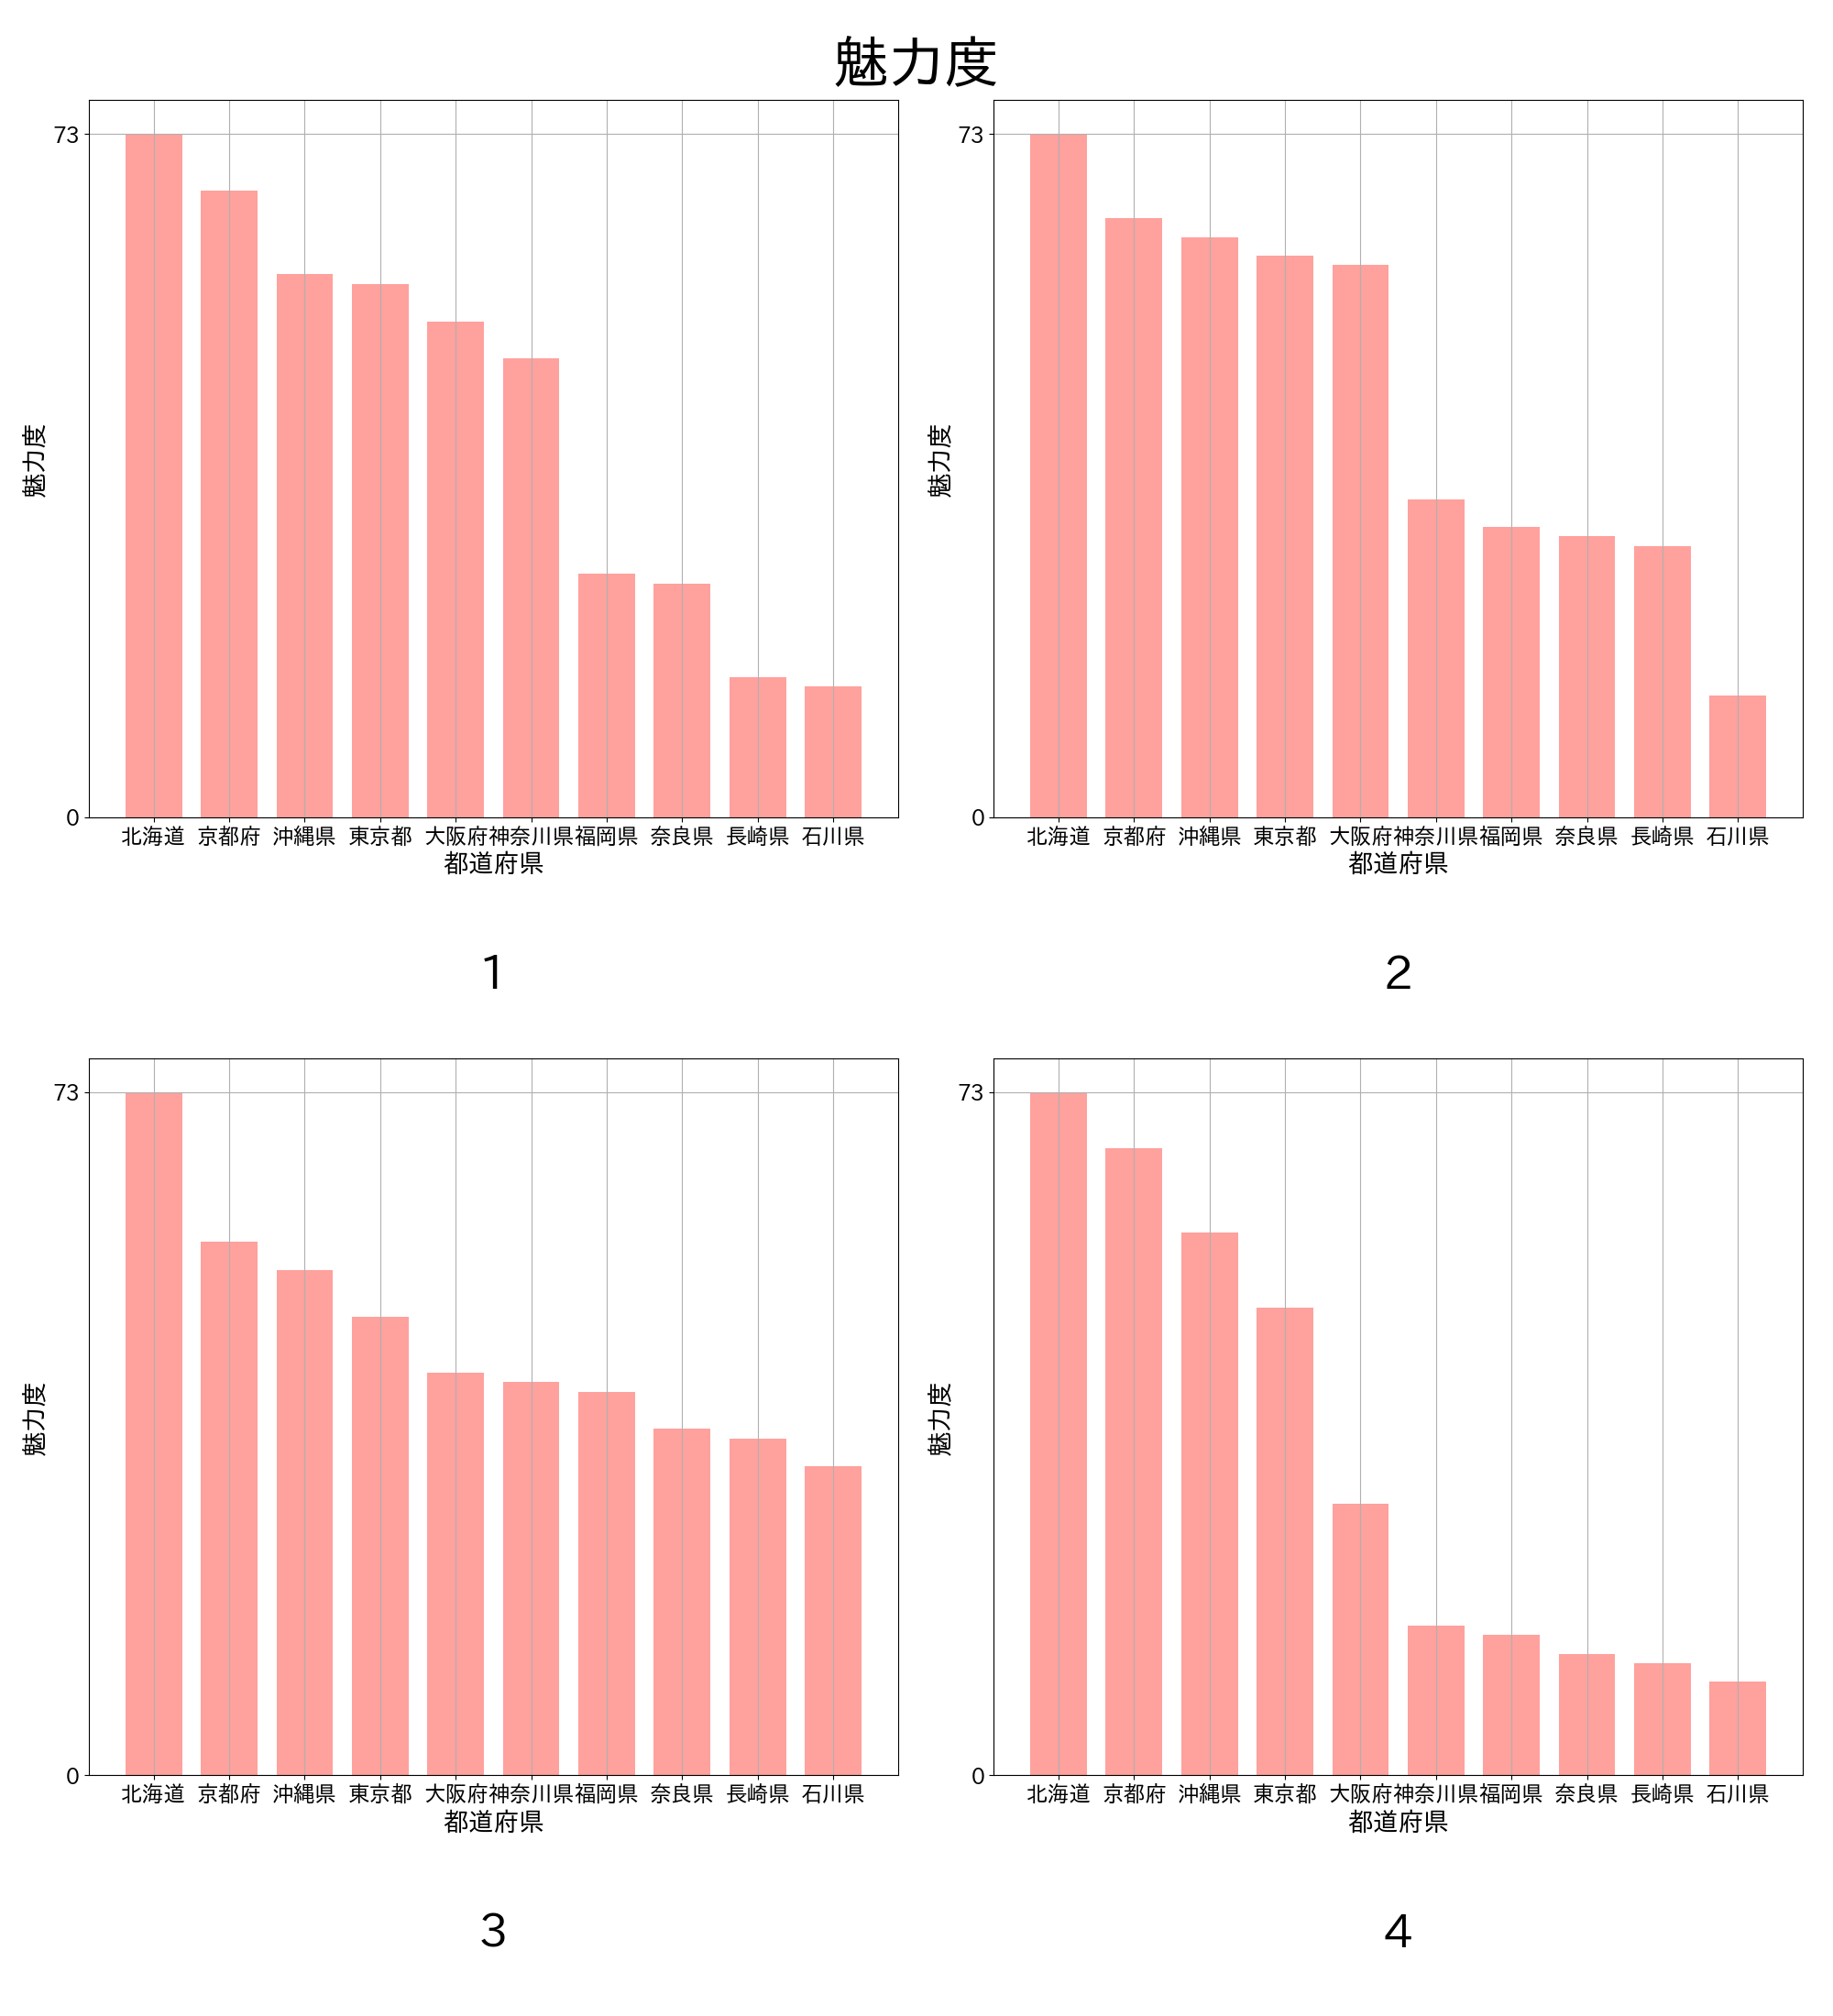 魅力度
73
魅力度
0
北海道 京都府 沖縄県 東京都 大阪府 神奈川県 福岡県 奈良県 長崎県 石川県
都道府県
1
73
魅力度
0
北海道 京都府 沖縄県 東京都 大阪府 神奈川県 福岡県 奈良県 長崎県 石川県
都道府県
2
73
魅力度
0
北海道 京都府 沖縄県 東京都 大阪府 神奈川県 福岡県 奈良県 長崎県 石川県
都道府県
3
73
魅力度
0
北海道 京都府 沖縄県 東京都 大阪府 神奈川県 福岡県 奈良県 長崎県 石川県
都道府県
4